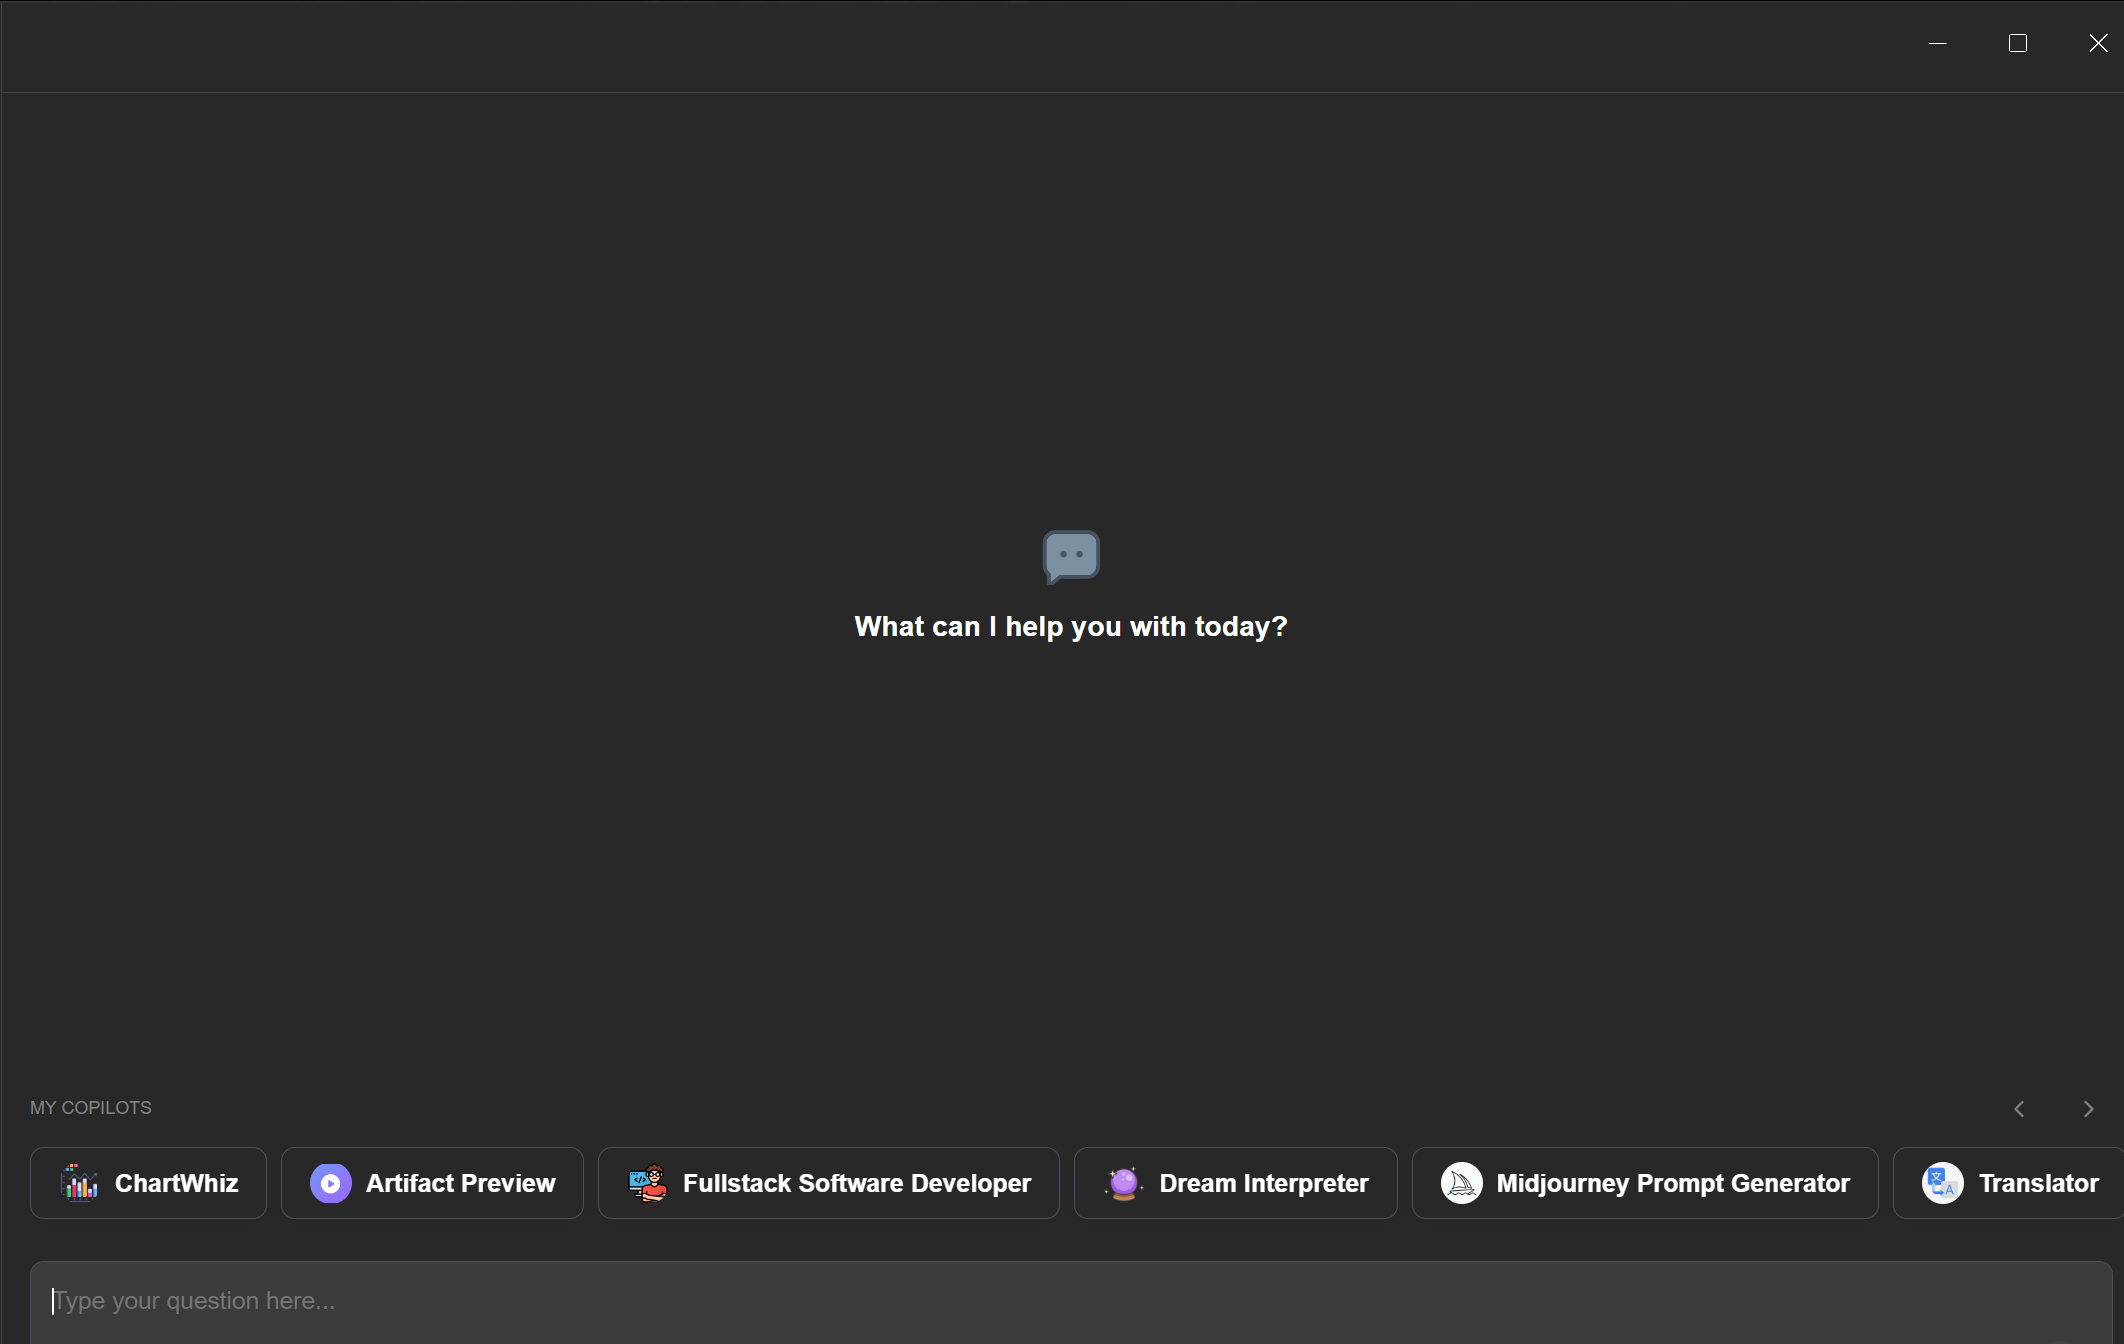 What can I help you with today?
MY COPILOTS
ChartWhiz
Artifact Preview
Fullstack Software Developer
Dream Interpreter
Midjourney Prompt Generator
Translator
Type your question here...